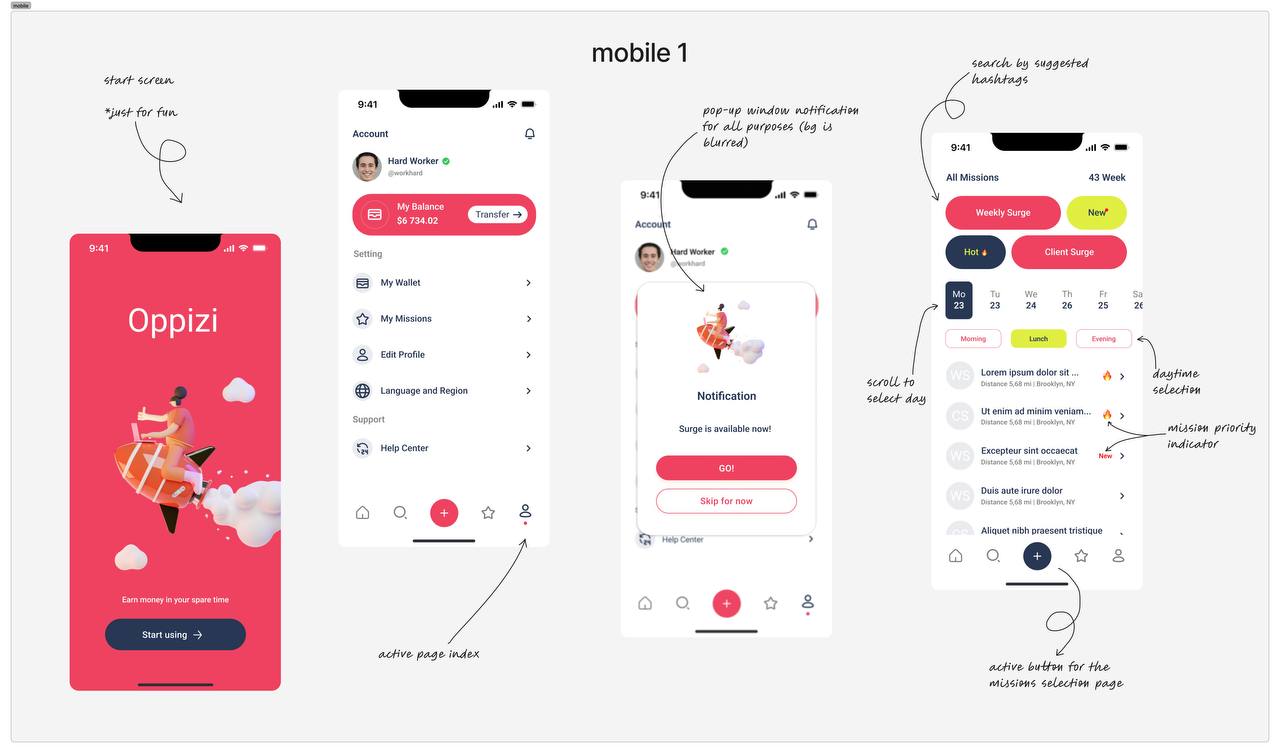 mobile
mobile 1
start screen
*just for fun
9:41
Oppizi
Earn money in your spare time
Start using →
9:41
Account
Hard Worker
@workhard
My Balance
$6 734.02
Transfer →
Setting
My Wallet
My Missions
Edit Profile
Language and Region
Support
Help Center
active page index
pop-up window notification
for all purposes (bg is
blurred)
9:41
Account
Hard Worker
@workhard
Notification
Surge is available now!
GO!
Skip for now
Help Center
search by suggested
hashtags
9:41
All Missions 43 Week
Weekly Surge New
Hot 🔥 Client Surge
Mo Tu We Th Fr Sa
23 23 24 26 25 26
Morning Lunch Evening
WS Lorem ipsum dolor sit ... 🔥
Distance 5,68 mi | Brooklyn, NY
CS Ut enim ad minim veniam... 🔥
Distance 5,68 mi | Brooklyn, NY
WS Excepteur sint occaecat New
Distance 5,68 mi | Brooklyn, NY
WS Duis aute irure dolor
Distance 5,68 mi | Brooklyn, NY
Aliquet nibh praesent tristique
scroll to
select day
daytime
selection
mission priority
indicator
active button for the
missions selection page